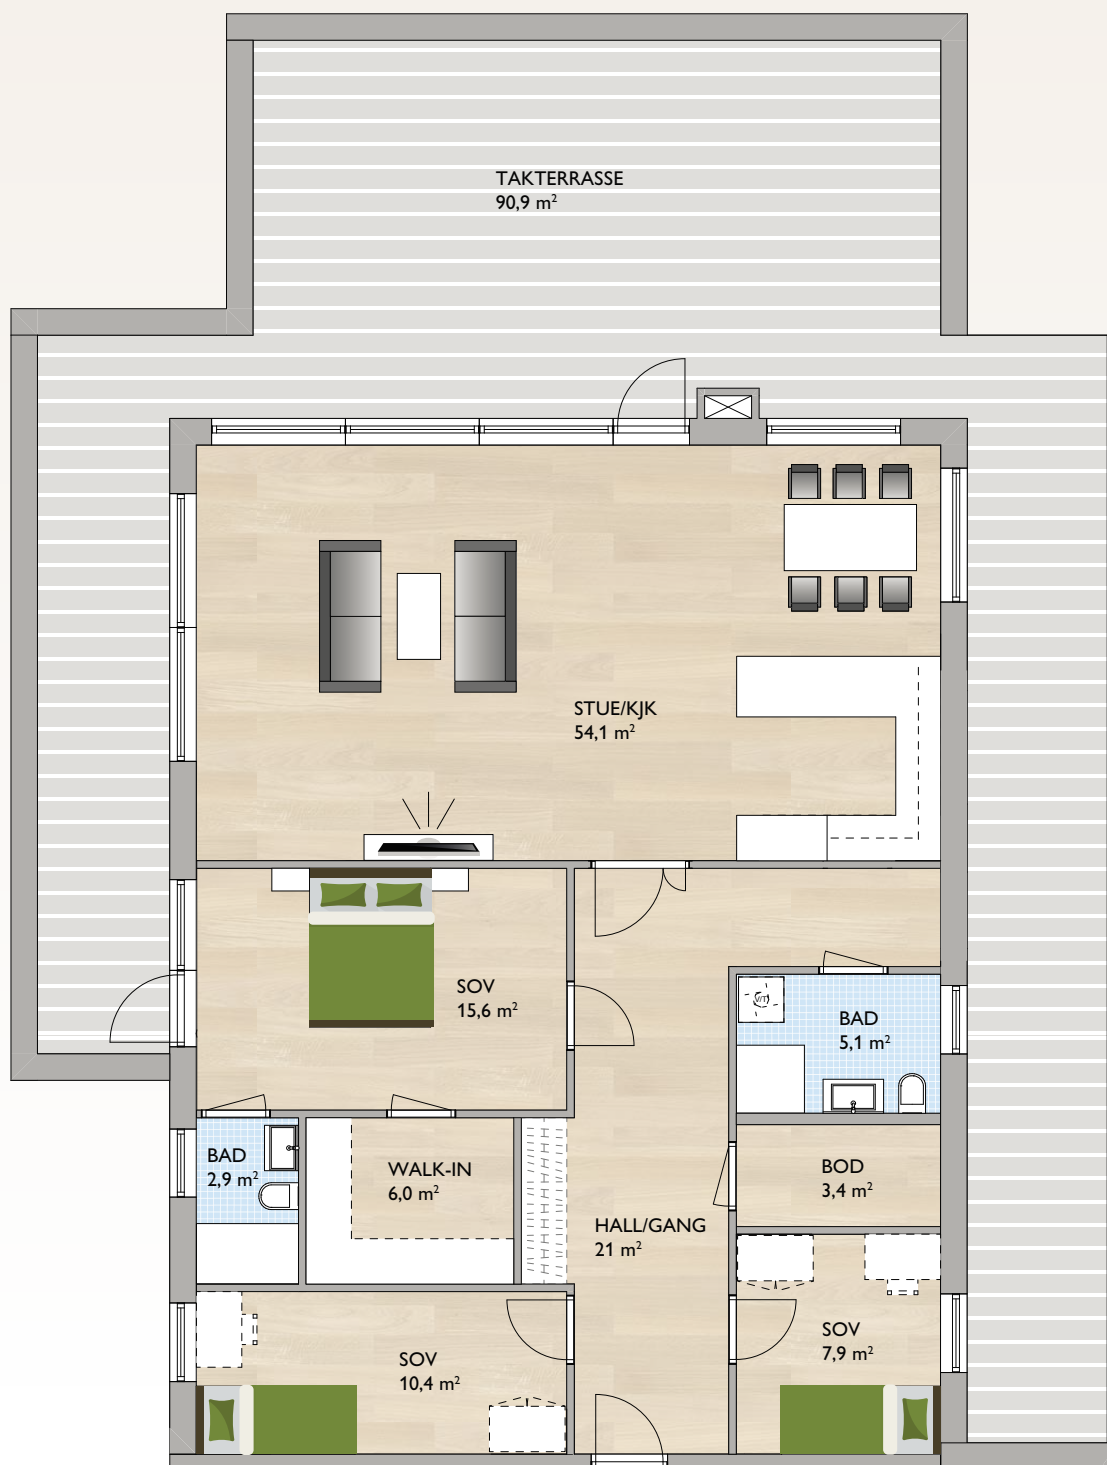 TAKTERRASSE
90,9 m²
STUE/KJK
54,1 m²
SOV
15,6 m²
BAD
5,1 m²
BAD
2,9 m²
WALK-IN
6,0 m²
BOD
3,4 m²
HALL/GANG
21 m²
SOV
7,9 m²
SOV
10,4 m²